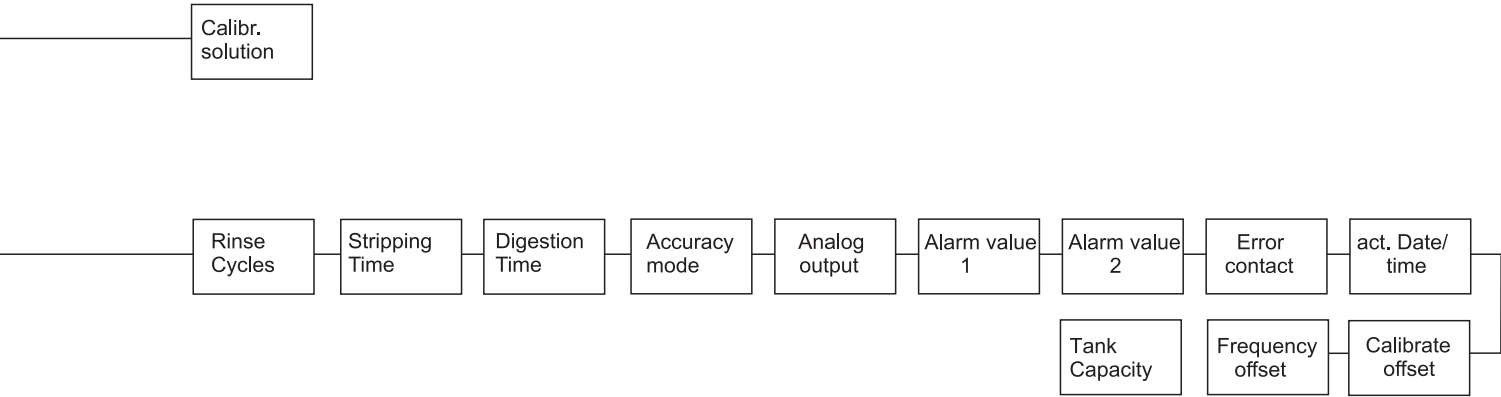 Calibr.
solution
Rinse
Cycles
Stripping
Time
Digestion
Time
Accuracy
mode
Analog
output
Alarm value
1
Alarm value
2
Error
contact
act. Date/
time
Tank
Capacity
Frequency
offset
Calibrate
offset